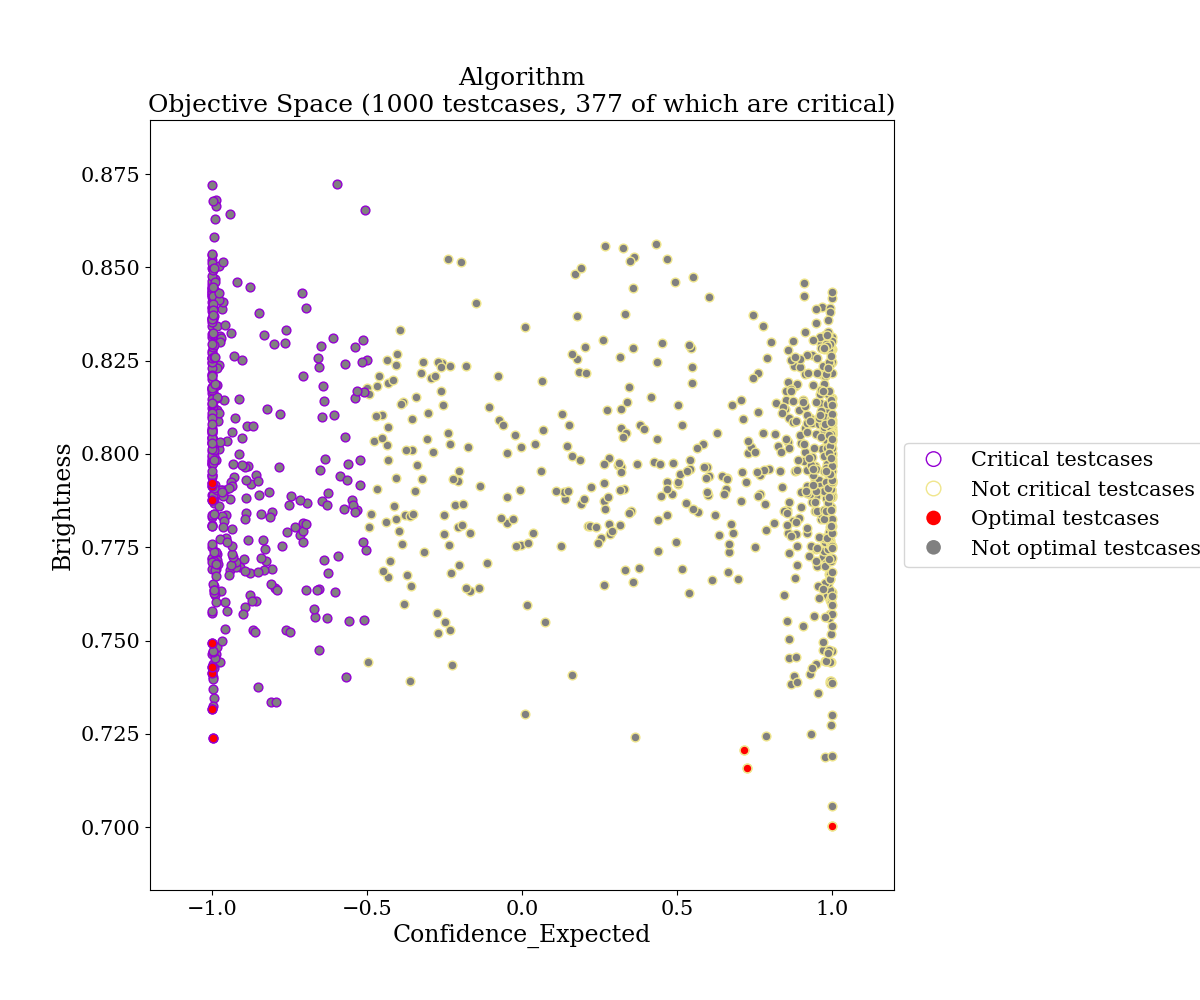 Algorithm
Objective Space (1000 testcases, 377 of which are critical)
0.875
0.850
0.825
0.800
0.775
0.750
0.725
0.700
Brightness
−1.0
−0.5
0.0
0.5
1.0
Confidence_Expected
Critical testcases
Not critical testcases
Optimal testcases
Not optimal testcases